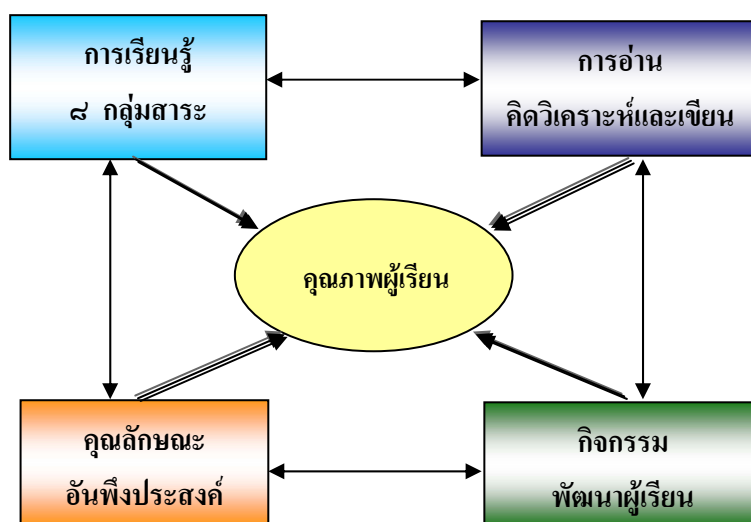 การเรียนรู้
๘ กลุ่มสาระ
การอ่าน
คิดวิเคราะห์และเขียน
คุณภาพผู้เรียน
คุณลักษณะ
อันพึงประสงค์
กิจกรรม
พัฒนาผู้เรียน